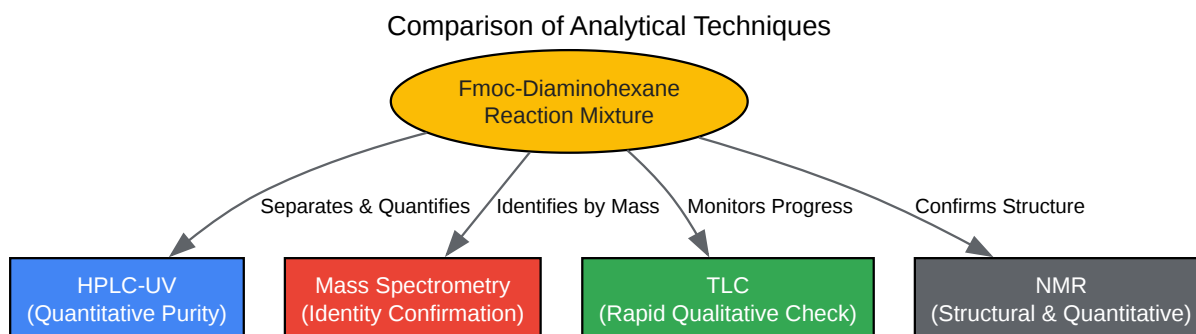 Comparison of Analytical Techniques
Fmoc-Diaminohexane
Reaction Mixture
Separates & Quantifies
Identifies by Mass
Monitors Progress
Confirms Structure
HPLC-UV
(Quantitative Purity)
Mass Spectrometry
(Identity Confirmation)
TLC
(Rapid Qualitative Check)
NMR
(Structural & Quantitative)